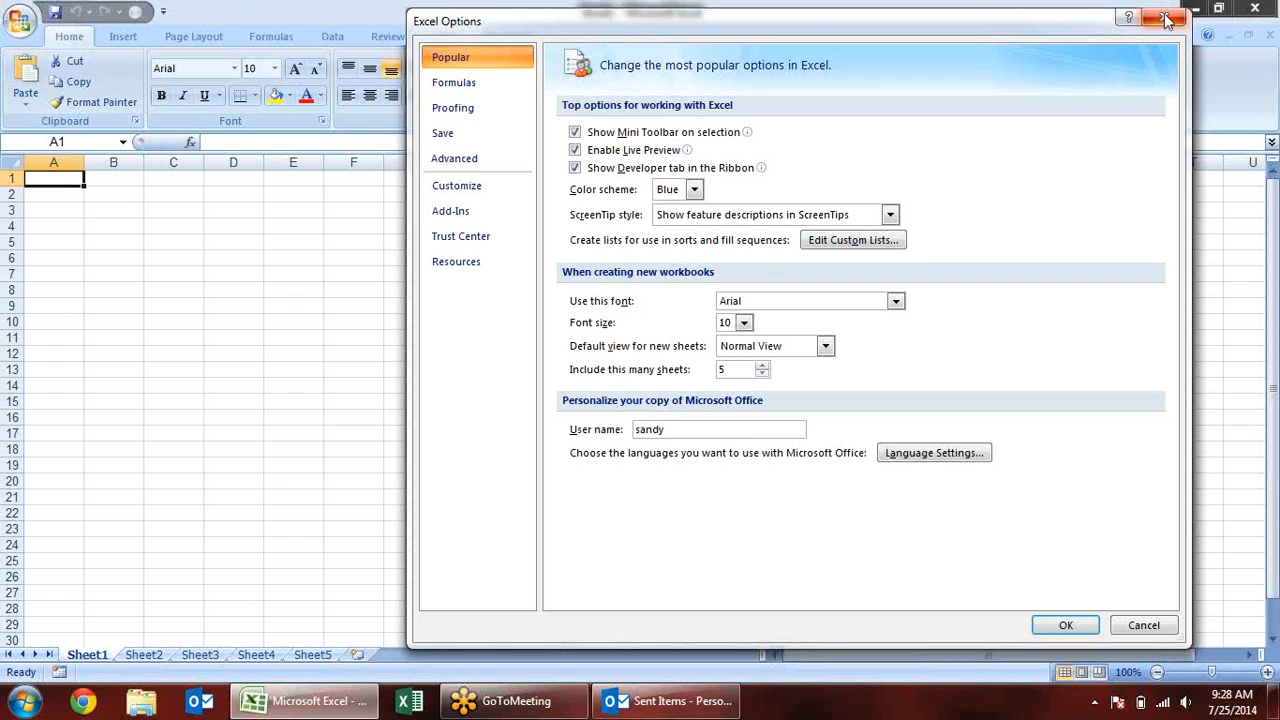 Excel Options
Home Insert Page Layout Formulas Data Review
Paste
Cut
Copy
Format Painter
Clipboard
Arial 10
A A
B I U A
Font
A1 fx
A B C D E F U
1
2
3
4
5
6
7
8
9
10
11
12
13
14
15
16
17
18
19
20
21
22
23
24
25
26
27
28
29
30
Popular
Formulas
Proofing
Save
Advanced
Customize
Add-Ins
Trust Center
Resources
Change the most popular options in Excel.
Top options for working with Excel
Show Mini Toolbar on selection
Enable Live Preview
Show Developer tab in the Ribbon
Color scheme: Blue
ScreenTip style: Show feature descriptions in ScreenTips
Create lists for use in sorts and fill sequences: Edit Custom Lists...
When creating new workbooks
Use this font: Arial
Font size: 10
Default view for new sheets: Normal View
Include this many sheets: 5
Personalize your copy of Microsoft Office
User name: sandy
Choose the languages you want to use with Microsoft Office: Language Settings...
OK Cancel
Sheet1 Sheet2 Sheet3 Sheet4 Sheet5
Ready 100%
Microsoft Excel - ... GoToMeeting Sent Items - Perso...
9:28 AM
7/25/2014